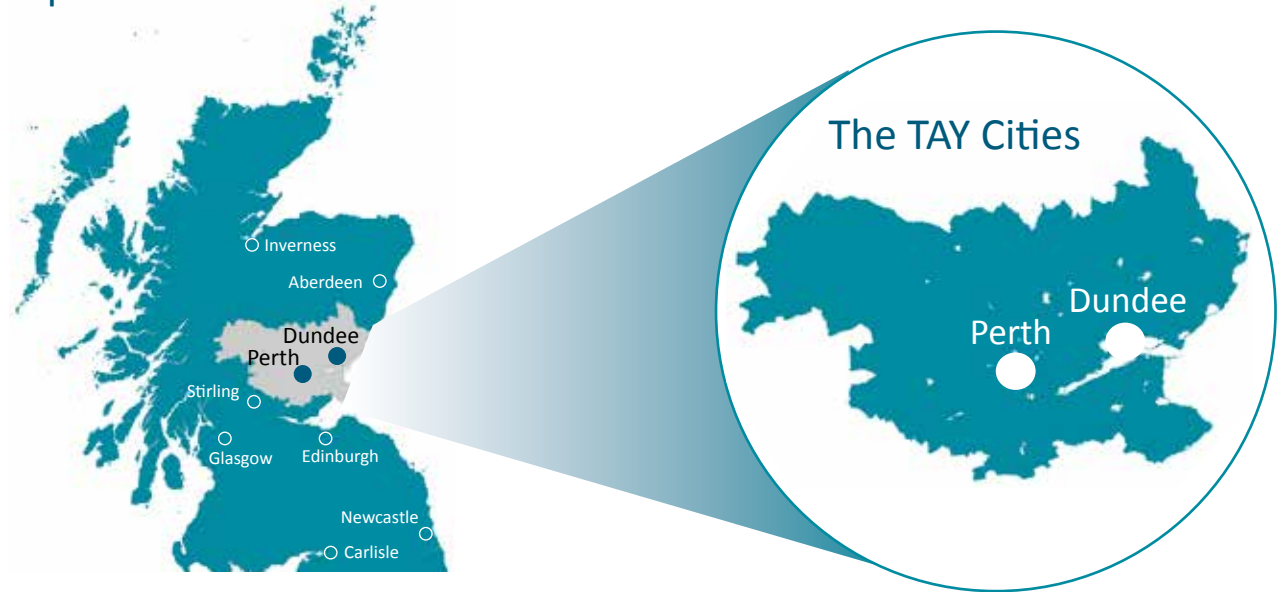 The TAY Cities
Inverness
Aberdeen
Dundee
Perth
Stirling
Glasgow
Edinburgh
Newcastle
Carlisle
Dundee
Perth